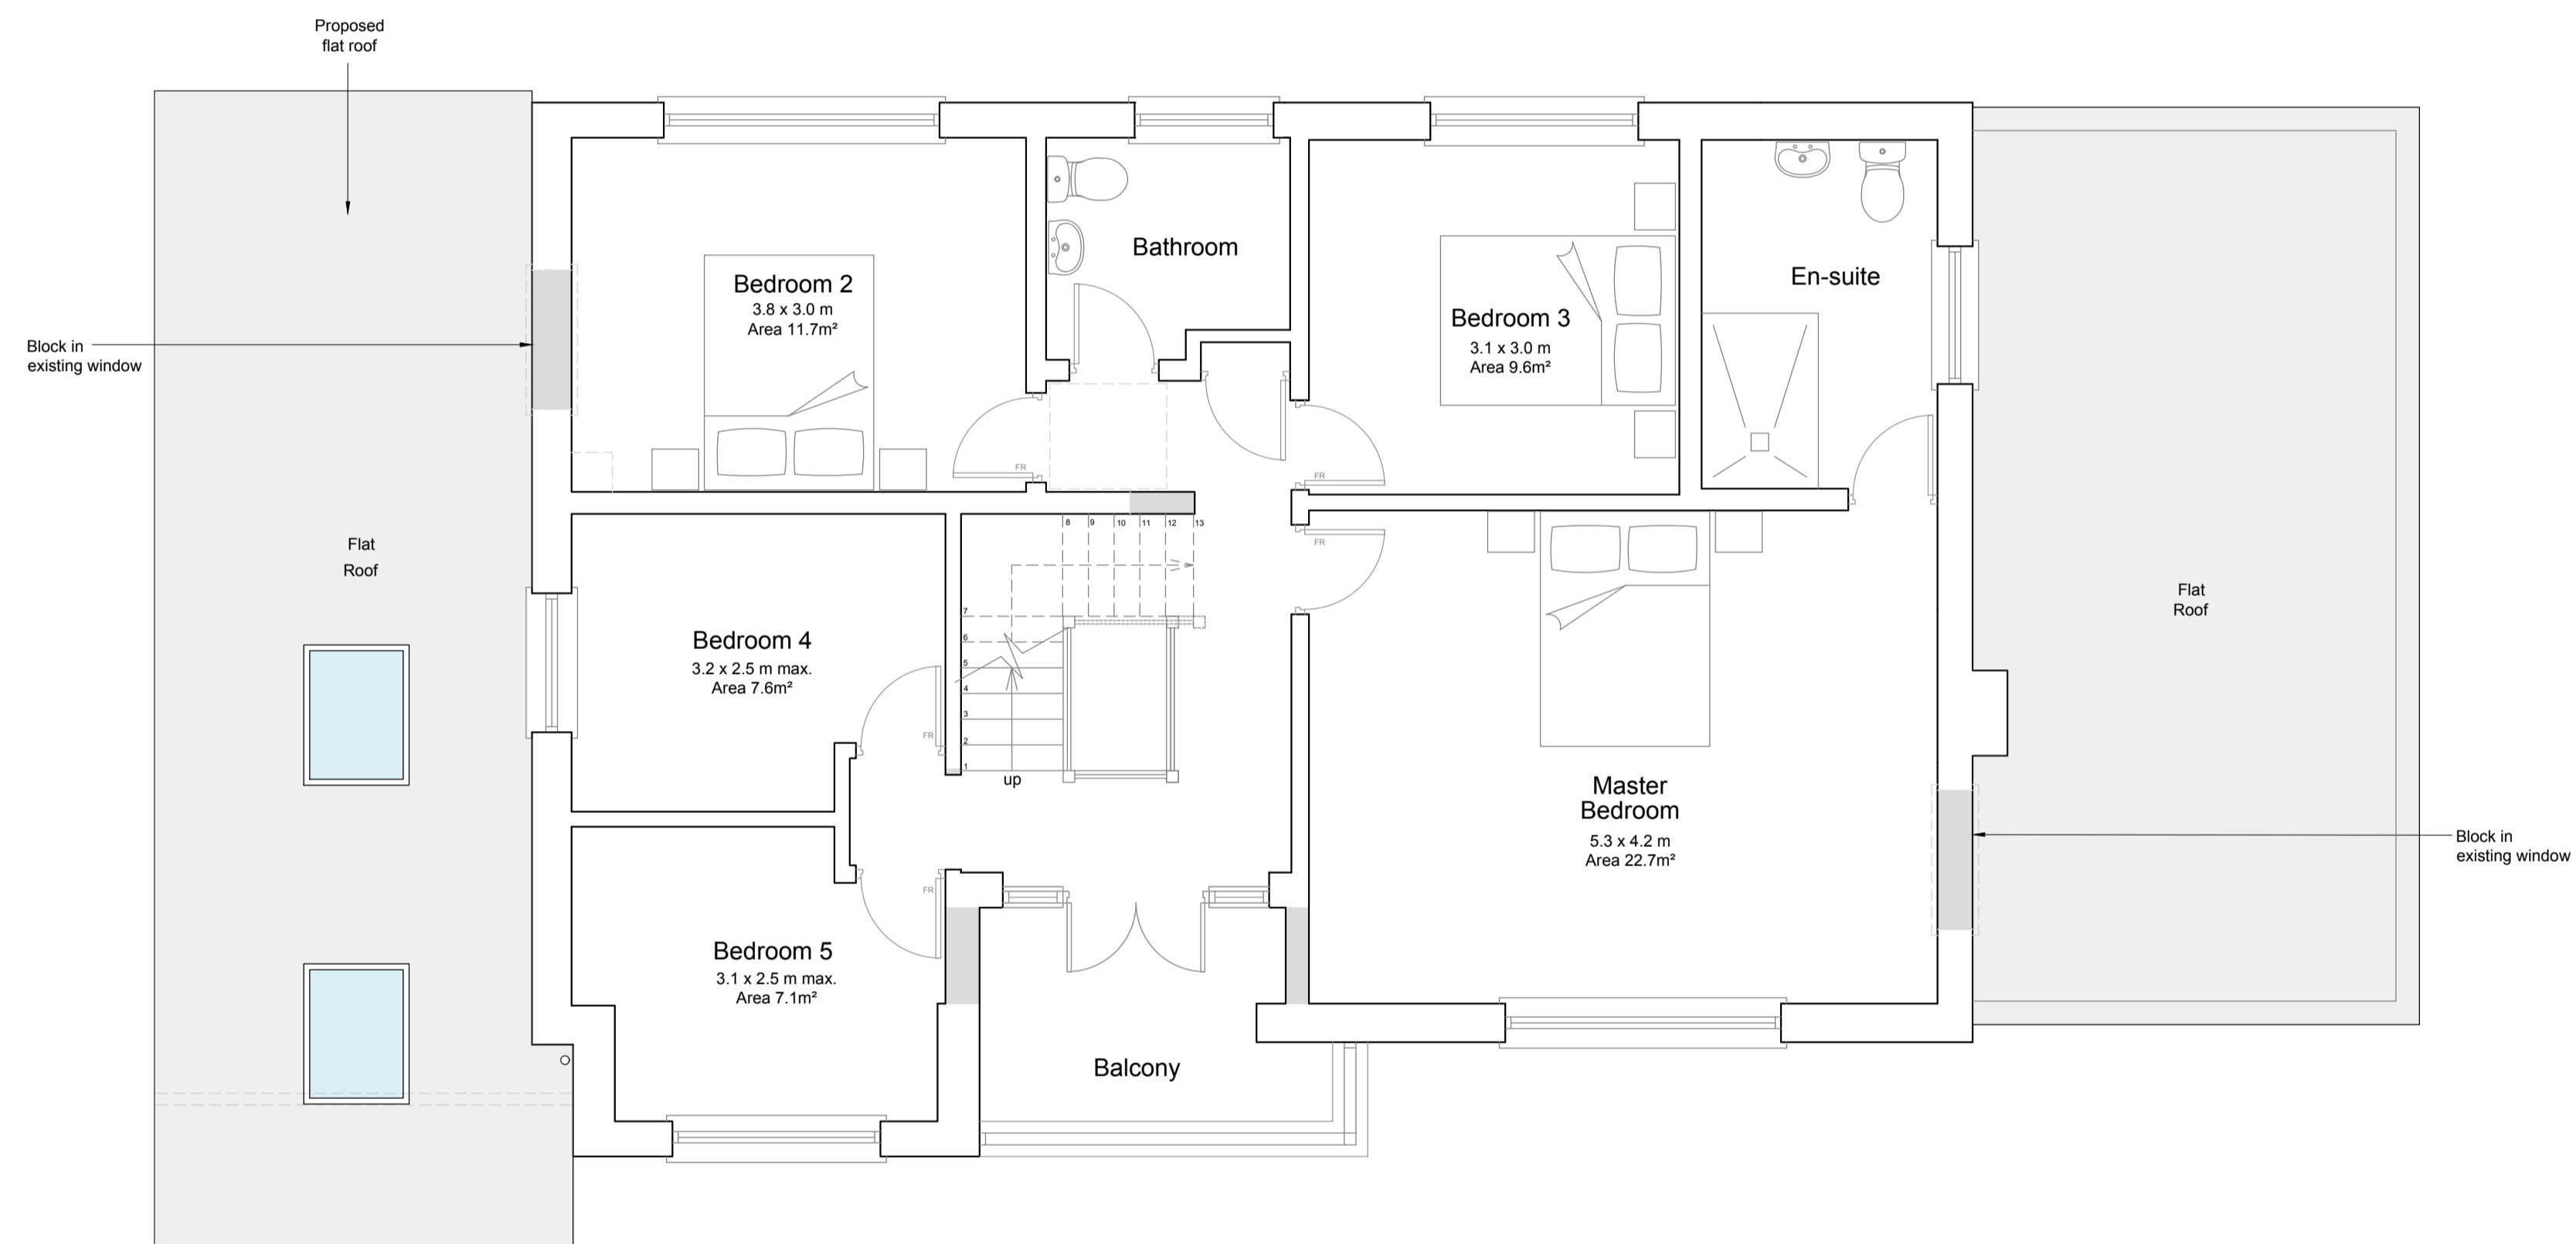 Proposed
flat roof
Block in
existing window
Flat
Roof
Bedroom 2
3.8 x 3.0 m
Area 11.7m²
FR
Bathroom
Bedroom 3
3.1 x 3.0 m
Area 9.6m²
FR
En-suite
Bedroom 4
3.2 x 2.5 m max.
Area 7.6m²
FR
8 9 10 11 12 13
7
6
5
4
3
2
1
up
FR
Master
Bedroom
5.3 x 4.2 m
Area 22.7m²
Flat
Roof
Block in
existing window
Bedroom 5
3.1 x 2.5 m max.
Area 7.1m²
FR
Balcony